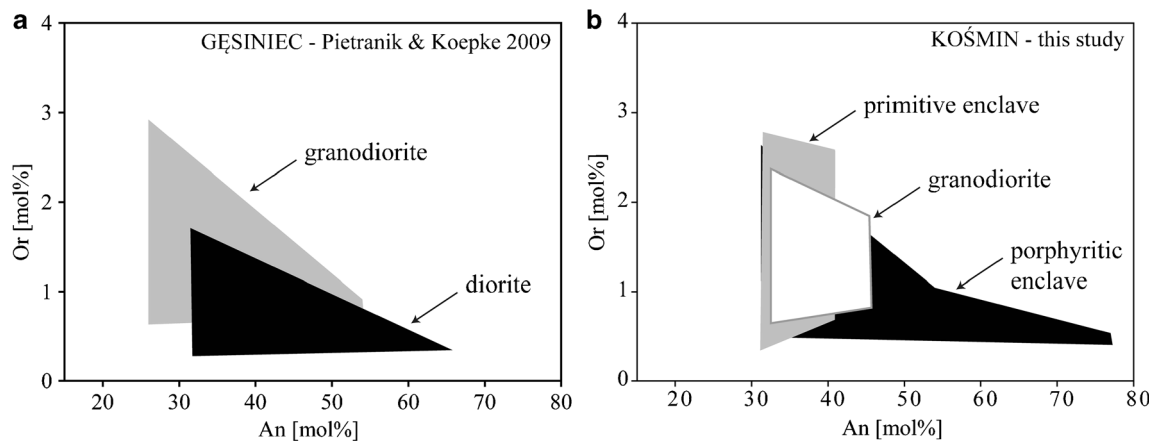 a
GĘSINIEC - Pietranik & Koepke 2009
4
3
2
1
0
Or [mol%]
granodiorite
diorite
20 30 40 50 60 70 80
An [mol%]
b
KOŚMIN - this study
4
3
2
1
0
Or [mol%]
primitive enclave
granodiorite
porphyritic
enclave
20 30 40 50 60 70 80
An [mol%]